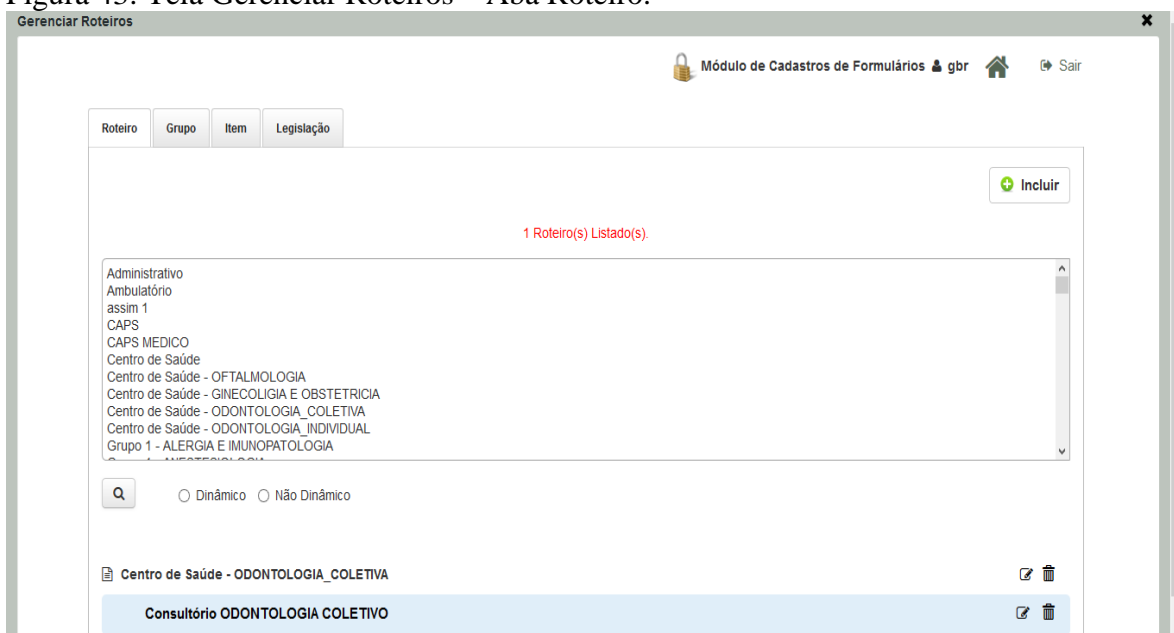 Figura 43: Tela Gerenciar Roteiros – Aba Roteiro.
Gerenciar Roteiros
Módulo de Cadastros de Formulários gbr Sair
Roteiro Grupo Item Legislação
Incluir
1 Roteiro(s) Listado(s).
Administrativo
Ambulatório
assim 1
CAPS
CAPS MEDICO
Centro de Saúde
Centro de Saúde - OFTALMOLOGIA
Centro de Saúde - GINECOLIGIA E OBSTETRICIA
Centro de Saúde - ODONTOLOGIA_COLETIVA
Centro de Saúde - ODONTOLOGIA_INDIVIDUAL
Grupo 1 - ALERGIA E IMUNOPATOLOGIA
Dinâmico Não Dinâmico
Centro de Saúde - ODONTOLOGIA_COLETIVA
Consultório ODONTOLOGIA COLETIVO